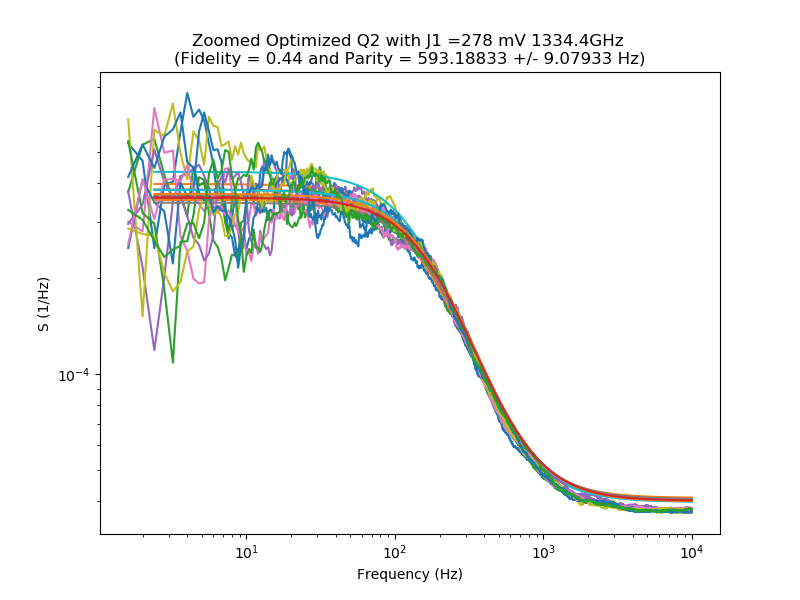 Zoomed Optimized Q2 with J1 =278 mV 1334.4GHz
(Fidelity = 0.44 and Parity = 593.18833 +/- 9.07933 Hz)
S (1/Hz)
10⁻⁴
10¹ 10² 10³ 10⁴
Frequency (Hz)